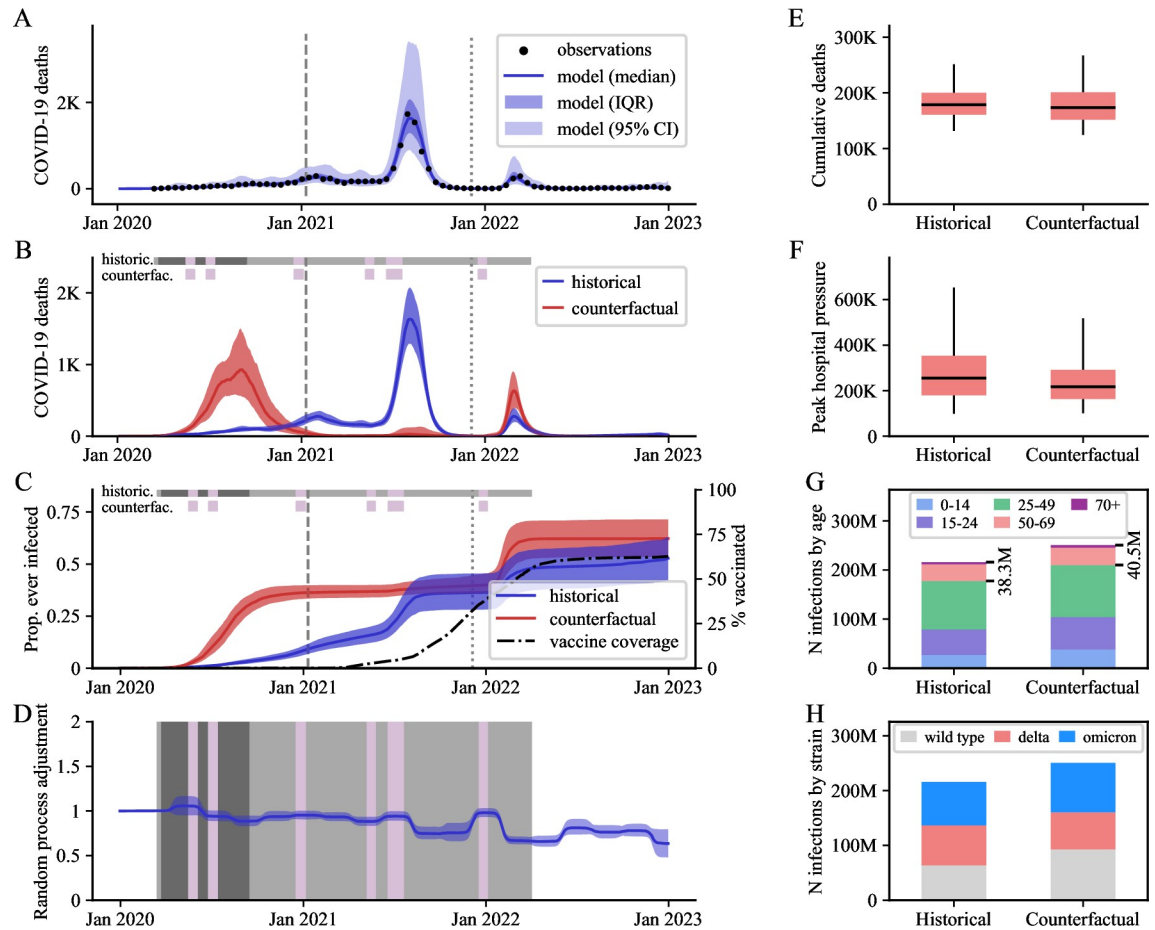 A
COVID-19 deaths
2K
0
observations
model (median)
model (IQR)
model (95% CI)
Jan 2020
Jan 2021
Jan 2022
Jan 2023
B
historic.
counterfac.
COVID-19 deaths
2K
1K
0
historical
counterfactual
Jan 2020
Jan 2021
Jan 2022
Jan 2023
C
historic.
counterfac.
Prop. ever infected
0.75
0.5
0.25
0
100
75
50
25
0
% vaccinated
historical
counterfactual
vaccine coverage
Jan 2020
Jan 2021
Jan 2022
Jan 2023
D
Random process adjustment
2
1.5
1
0.5
0
Jan 2020
Jan 2021
Jan 2022
Jan 2023
E
Cumulative deaths
300K
200K
100K
0
Historical
Counterfactual
F
Peak hospital pressure
600K
400K
200K
0
Historical
Counterfactual
G
N infections by age
300M
200M
100M
0
0-14
25-49
70+
15-24
50-69
38.3M
40.5M
Historical
Counterfactual
H
N infections by strain
300M
200M
100M
0
wild type
delta
omicron
Historical
Counterfactual